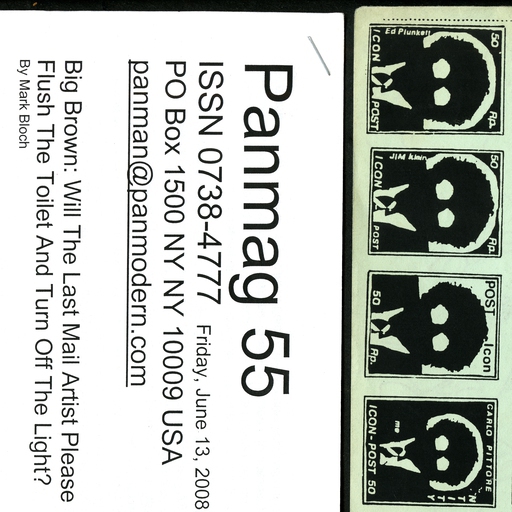 Panmag 55
ISSN 0738-4777 Friday, June 13, 2008
PO Box 1500 NY NY 10009 USA
panman@panmodern.com
Big Brown: Will The Last Mail Artist Please
Flush The Toilet And Turn Off The Light?
By Mark Bloch
Ed Plunkett
50
Rp.
ICON
POST
JIM Klein
50
Rp.
ICON
POST
POST
Icon
50
Rp.
CARLO PITTORE
me
ICON-POST 50